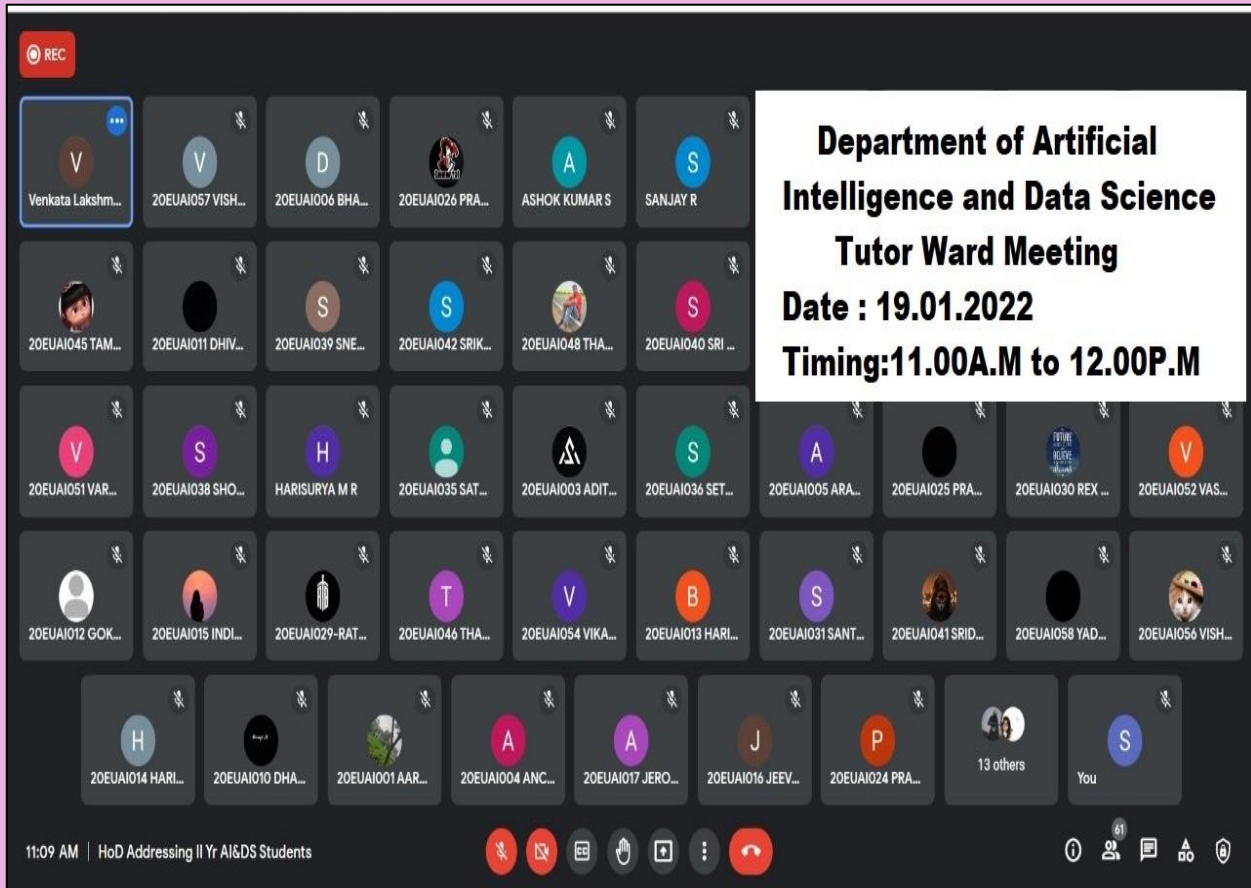 REC
Department of Artificial
Intelligence and Data Science
Tutor Ward Meeting
Date : 19.01.2022
Timing:11.00A.M to 12.00P.M
V
V
D
A
S
Venkata Lakshm...
20EUAI057 VISH...
20EUAI006 BHA...
20EUAI026 PRA...
ASHOK KUMAR S
SANJAY R
S
S
S
20EUAI045 TAM...
20EUAI011 DHIV...
20EUAI039 SNE...
20EUAI042 SRIK...
20EUAI048 THA...
20EUAI040 SRI ...
V
S
H
S
A
FUTURE
BELIEVE
V
20EUAI051 VAR...
20EUAI038 SHO...
HARISURYA M R
20EUAI035 SAT...
20EUAI003 ADIT...
20EUAI036 SET...
20EUAI005 ARA...
20EUAI025 PRA...
20EUAI030 REX ...
20EUAI052 VAS...
T
V
B
S
20EUAI012 GOK...
20EUAI015 INDI...
20EUAI029-RAT...
20EUAI046 THA...
20EUAI054 VIKA...
20EUAI013 HARI...
20EUAI031 SANT...
20EUAI041 SRID...
20EUAI058 YAD...
20EUAI056 VISH...
H
A
A
J
P
S
20EUAI014 HARI...
20EUAI010 DHA...
20EUAI001 AAR...
20EUAI004 ANC...
20EUAI017 JERO...
20EUAI016 JEEV...
20EUAI024 PRA...
13 others
You
11:09 AM | HoD Addressing II Yr AI&DS Students
CC
61